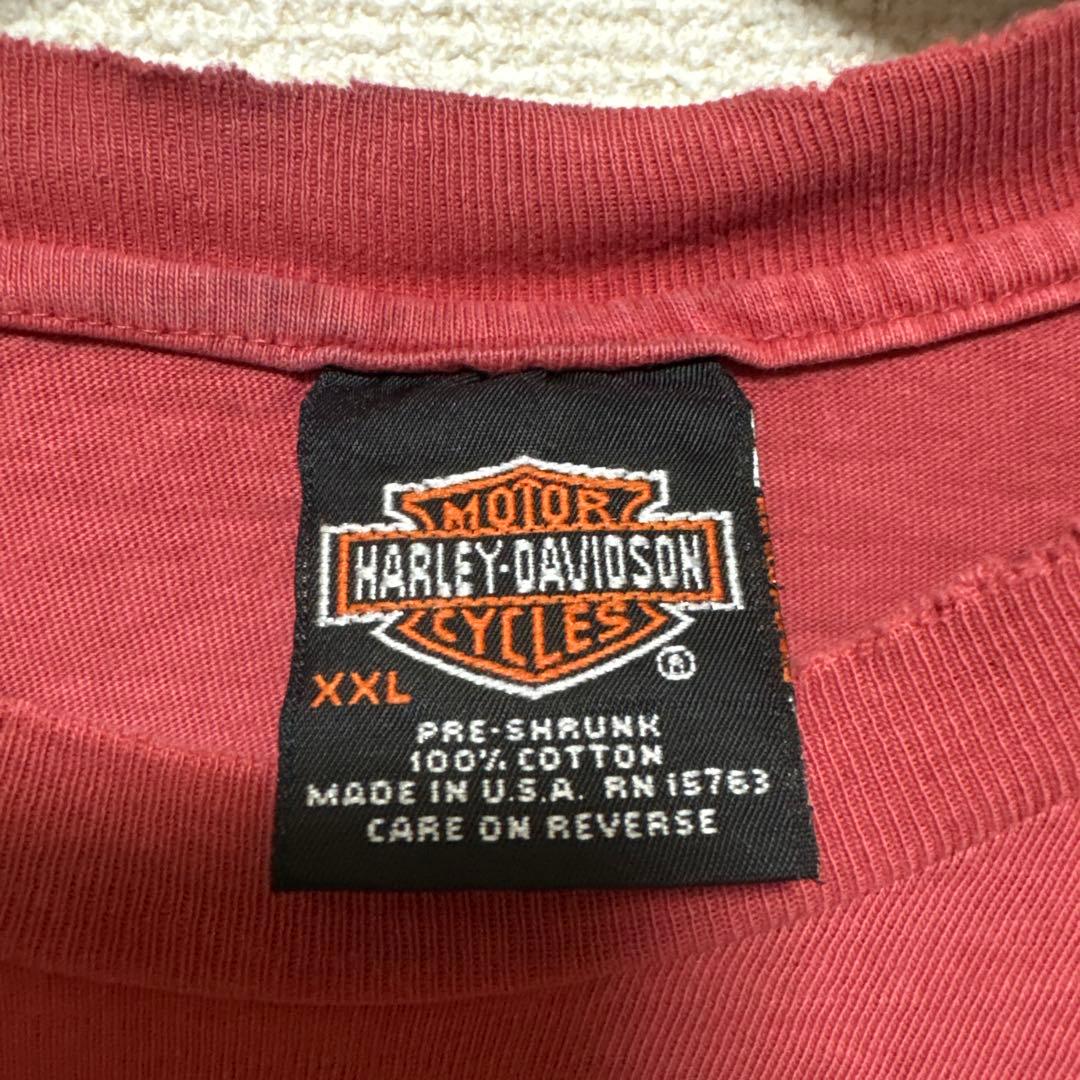 MOTOR
HARLEY-DAVIDSON
CYCLES
®
XXL
PRE-SHRUNK
100% COTTON
MADE IN U.S.A. RN 15763
CARE ON REVERSE